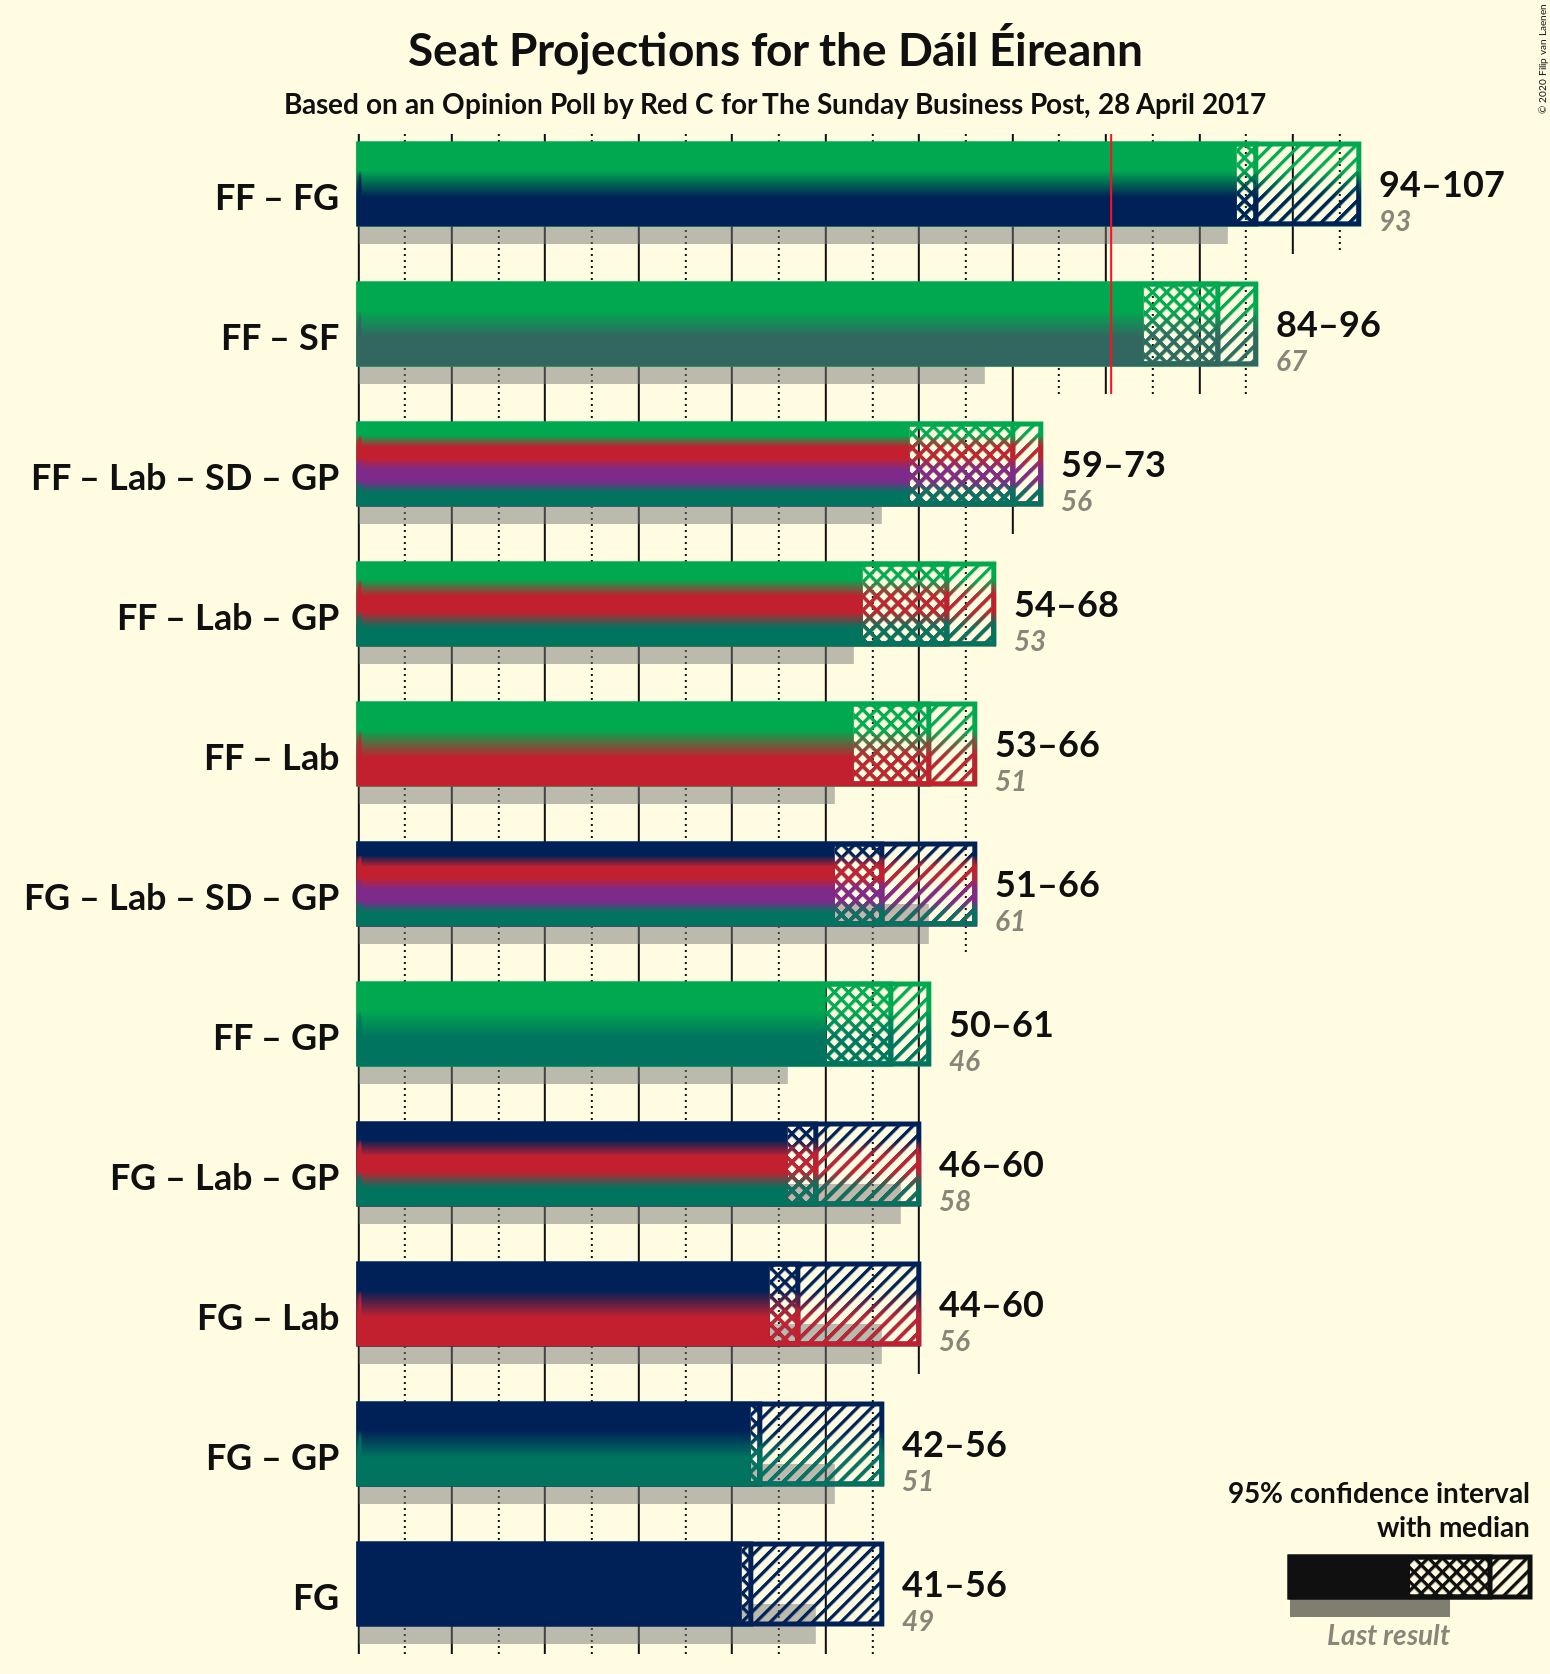 Seat Projections for the Dáil Éireann
Based on an Opinion Poll by Red C for The Sunday Business Post, 28 April 2017
© 2020 Filip van Laenen
FF – FG
94–107
93
FF – SF
84–96
67
FF – Lab – SD – GP
59–73
56
FF – Lab – GP
54–68
53
FF – Lab
53–66
51
FG – Lab – SD – GP
51–66
61
FF – GP
50–61
46
FG – Lab – GP
46–60
58
FG – Lab
44–60
56
FG – GP
42–56
51
FG
41–56
49
95% confidence interval
with median
Last result